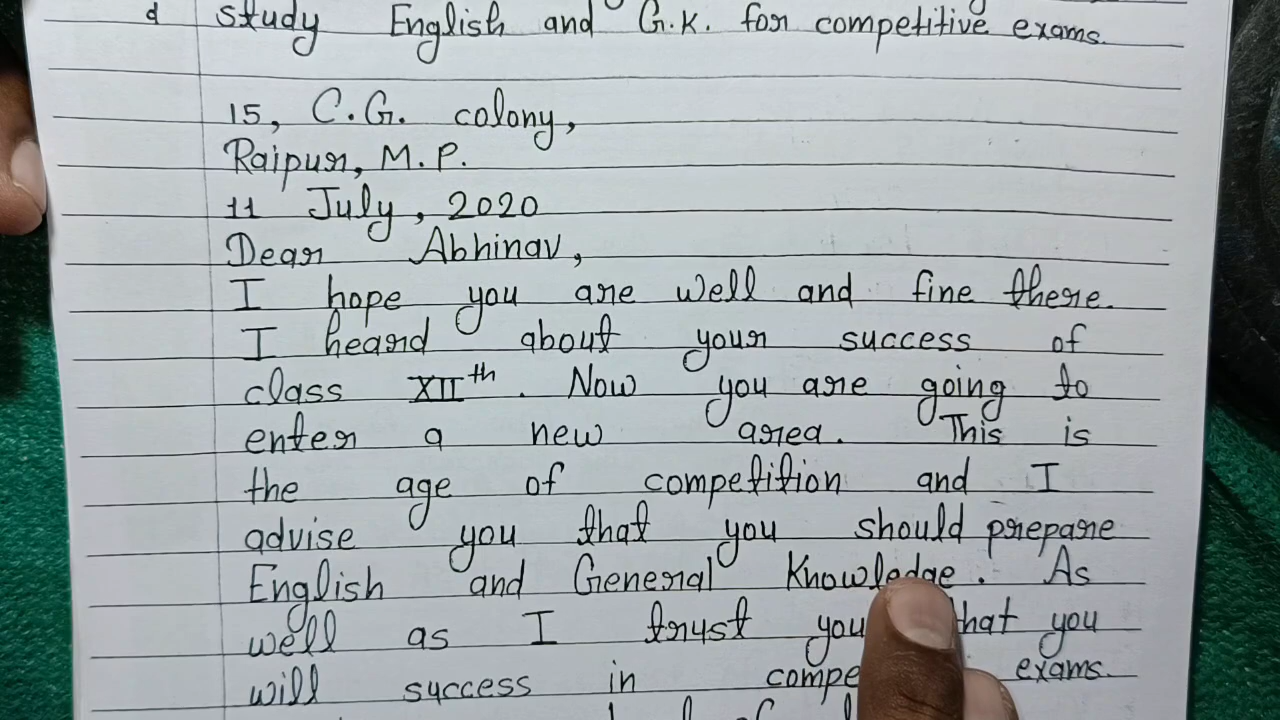 d study English and G.K. for competitive exams.
15, C.G. colony,
Raipur, M.P.
11 July, 2020
Dear Abhinav,
I hope you are well and fine there.
I heard about your success of
class XIIth. Now you are going to
enter a new area. This is
the age of competition and I
advise you that you should prepare
English and General Knowledge. As
well as I trust you that you
will success in exams.